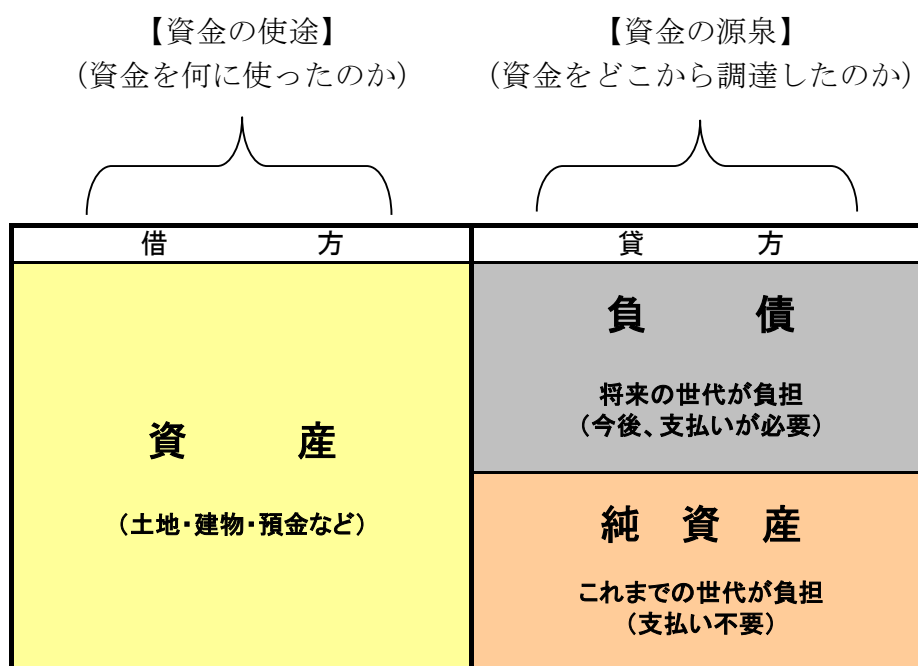 【資金の使途】
(資金を何に使ったのか)
【資金の源泉】
(資金をどこから調達したのか)
借方
貸方
資産
(土地・建物・預金など)
負債
将来の世代が負担
(今後、支払いが必要)
純資産
これまでの世代が負担
(支払い不要)